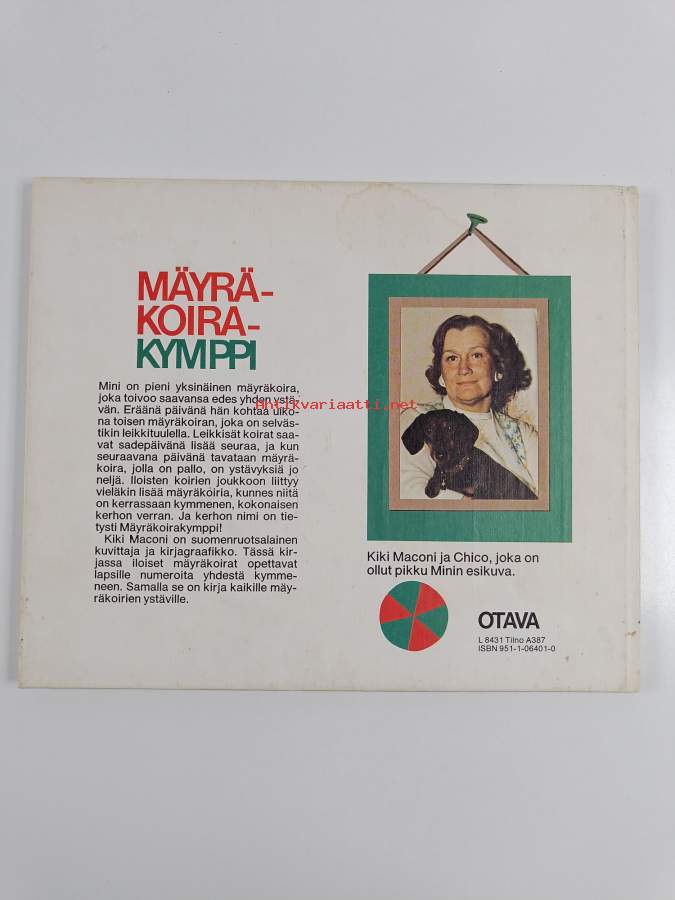 MÄYRÄ-
KOIRA-
KYMPPI
Mini on pieni yksinäinen mäyräkoira,
joka toivoo saavansa edes yhden ystä-
vän. Eräänä päivänä hän kohtaa ulko-
na toisen mäyräkoiran, joka on selväs-
tikin leikkituulella. Leikkisät koirat saa-
vat sadepäivänä lisää seuraa, ja kun
seuraavana päivänä tavataan mäyrä-
koira, jolla on pallo, on ystävyksiä jo
neljä. Iloisten koirien joukkoon liittyy
vieläkin lisää mäyräkoiria, kunnes niitä
on kerrassaan kymmenen, kokonaisen
kerhon verran. Ja kerhon nimi on tie-
tysti Mäyräkoirakymppi!
Kiki Maconi on suomenruotsalainen
kuvittaja ja kirjagraafikko. Tässä kir-
jassa iloiset mäyräkoirat opettavat
lapsille numeroita yhdestä kymme-
neen. Samalla se on kirja kaikille mäy-
räkoirien ystäville.
Antikvariaatti.net
Kiki Maconi ja Chico, joka on
ollut pikku Minin esikuva.
OTAVA
L 8431 Tilno A387
ISBN 951-1-06401-0